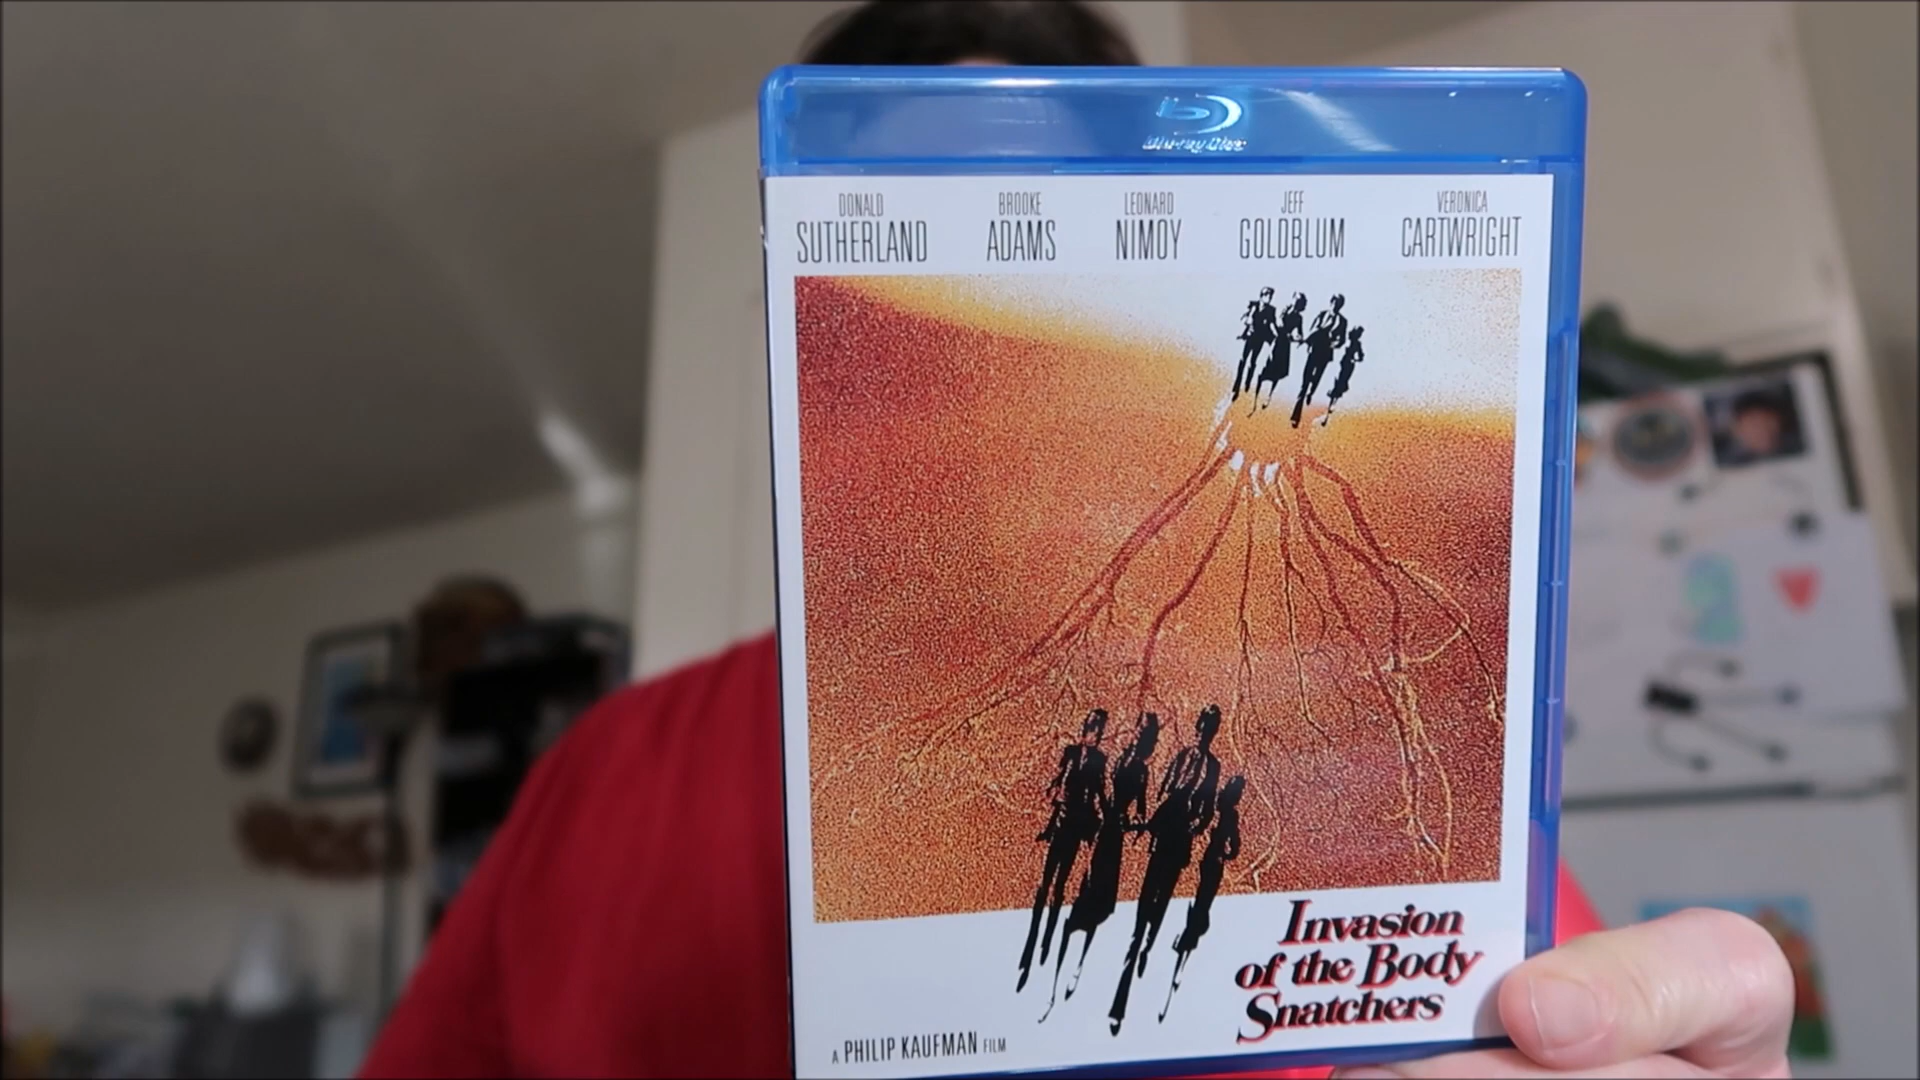 Blu-ray Disc
DONALD SUTHERLAND
BROOKE ADAMS
LEONARD NIMOY
JEFF GOLDBLUM
VERONICA CARTWRIGHT
Invasion
of the Body
Snatchers
A PHILIP KAUFMAN FILM